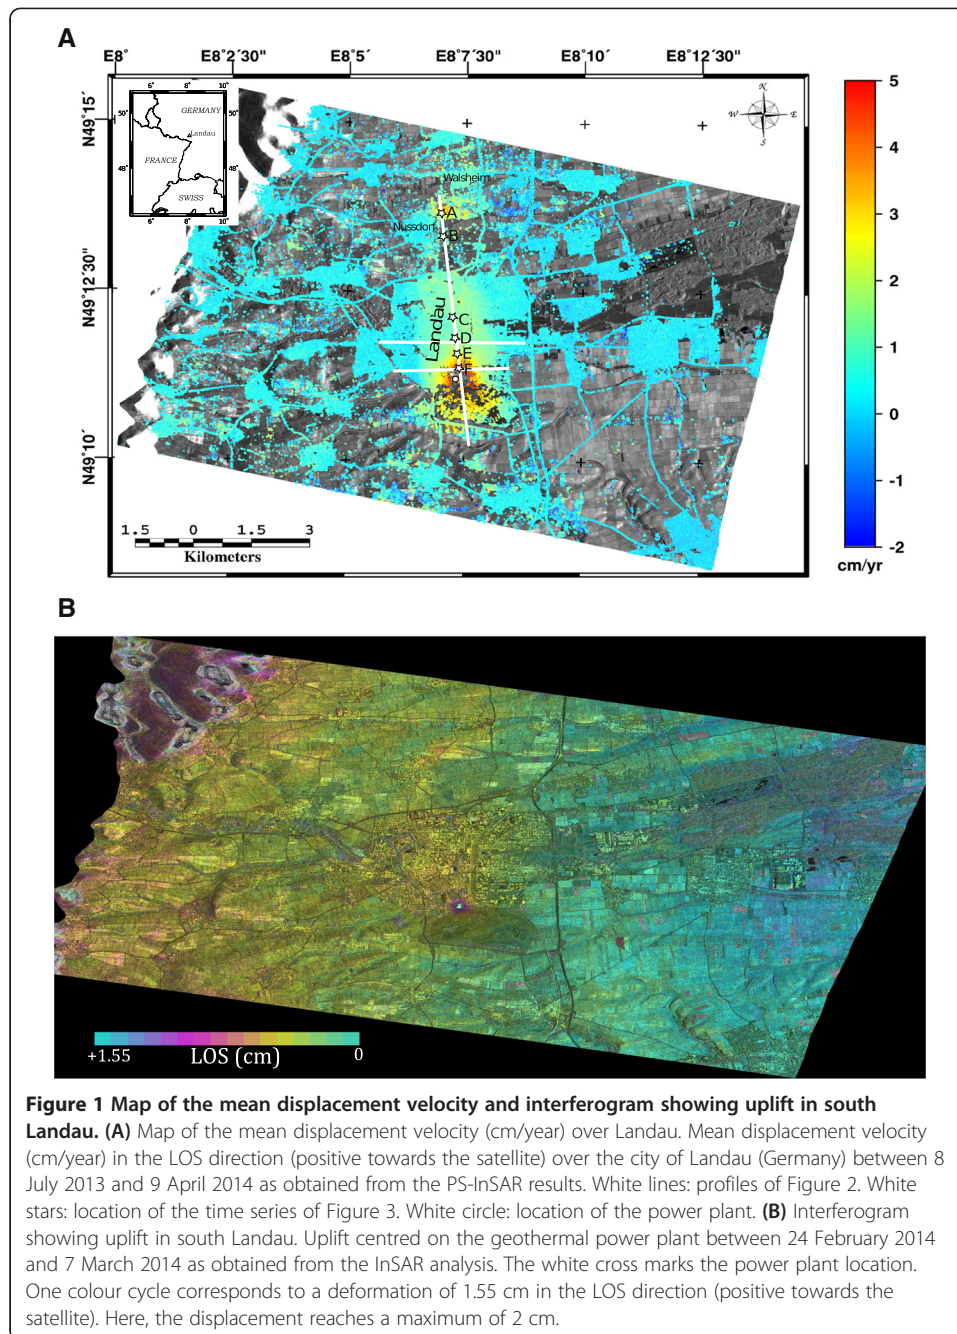 A
E8° E8°2´30" E8°5´ E8°7´30" E8°10´ E8°12´30"
N49°15´
N49°12´30"
N49°10´
6° 8° 10°
50° 50°
48° 48°
6° 8° 10°
GERMANY
Landau
FRANCE
SWISS
N
W E
S
Walsheim
A
Nussdorf
B
Landau
C
D
E
F
1.5 0 1.5 3
Kilometers
5
4
3
2
1
0
-1
-2
cm/yr
B
+1.55 LOS (cm) 0
Figure 1 Map of the mean displacement velocity and interferogram showing uplift in south
Landau. (A) Map of the mean displacement velocity (cm/year) over Landau. Mean displacement velocity
(cm/year) in the LOS direction (positive towards the satellite) over the city of Landau (Germany) between 8
July 2013 and 9 April 2014 as obtained from the PS-InSAR results. White lines: profiles of Figure 2. White
stars: location of the time series of Figure 3. White circle: location of the power plant. (B) Interferogram
showing uplift in south Landau. Uplift centred on the geothermal power plant between 24 February 2014
and 7 March 2014 as obtained from the InSAR analysis. The white cross marks the power plant location.
One colour cycle corresponds to a deformation of 1.55 cm in the LOS direction (positive towards the
satellite). Here, the displacement reaches a maximum of 2 cm.